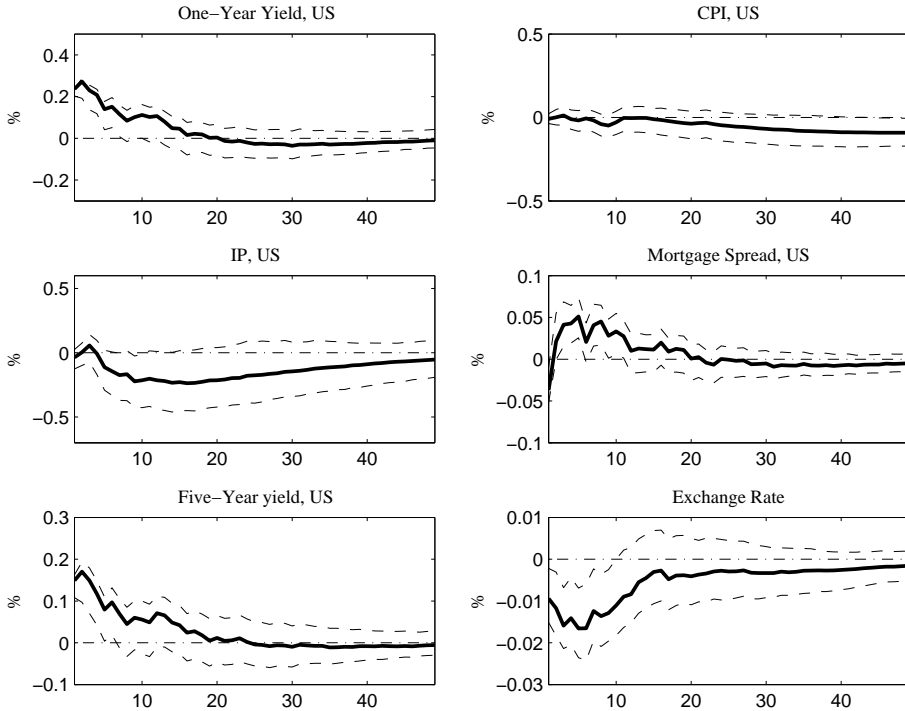 One−Year Yield, US
%
0.4
0.2
0
−0.2
10 20 30 40
CPI, US
%
0.5
0
−0.5
10 20 30 40
IP, US
%
0.5
0
−0.5
10 20 30 40
Mortgage Spread, US
%
0.1
0.05
0
−0.05
−0.1
10 20 30 40
Five−Year yield, US
%
0.3
0.2
0.1
0
−0.1
10 20 30 40
Exchange Rate
%
0.01
0
−0.01
−0.02
−0.03
10 20 30 40